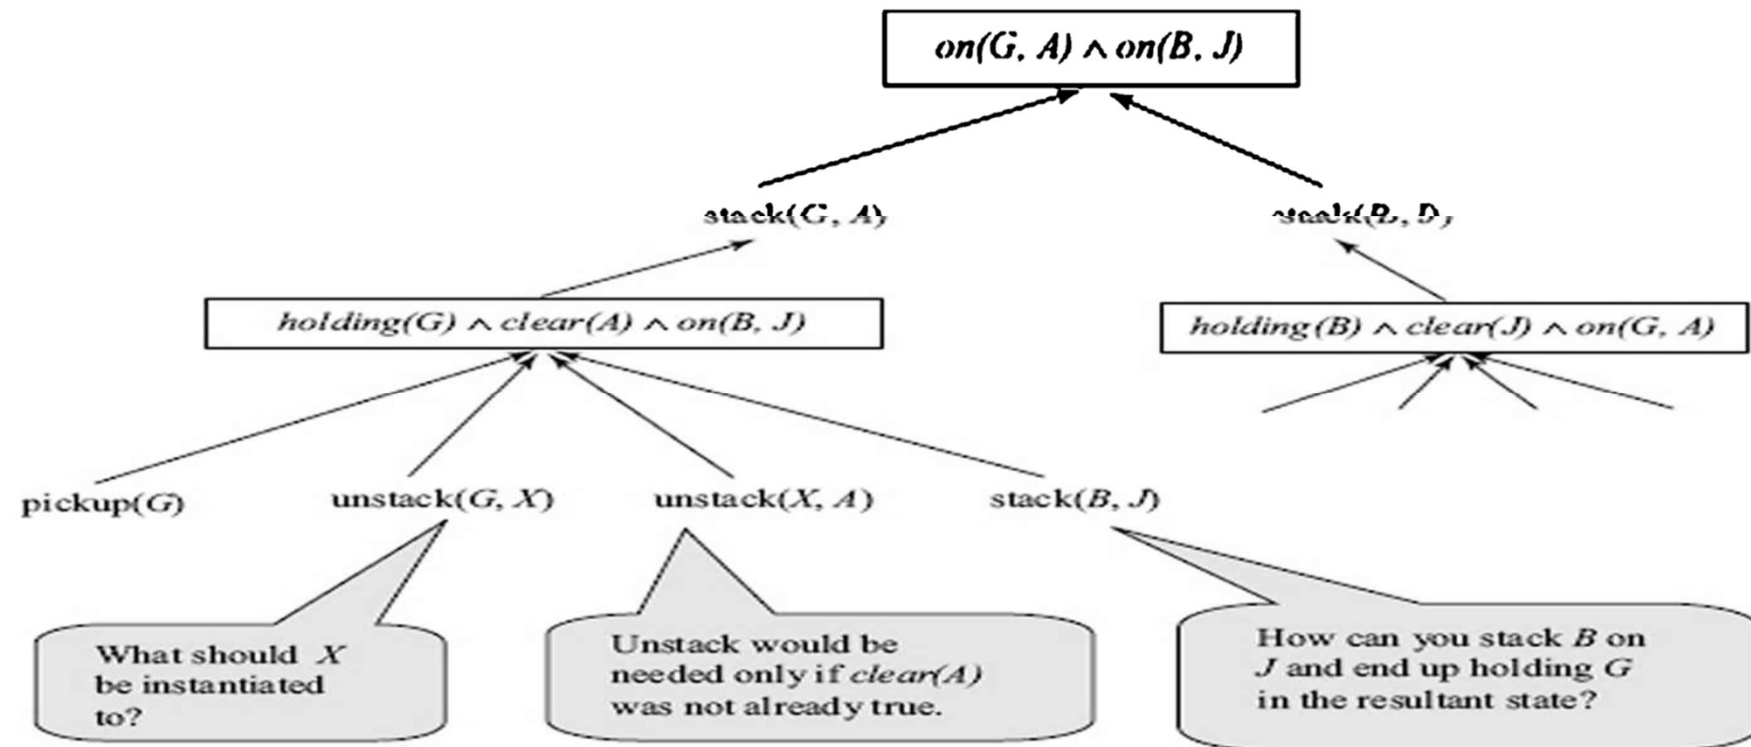 on(G, A) ∧ on(B, J)
stack(G, A)
holding(G) ∧ clear(A) ∧ on(B, J)
holding(B) ∧ clear(J) ∧ on(G, A)
pickup(G)
unstack(G, X)
unstack(X, A)
stack(B, J)
What should X
be instantiated
to?
Unstack would be
needed only if clear(A)
was not already true.
How can you stack B on
J and end up holding G
in the resultant state?